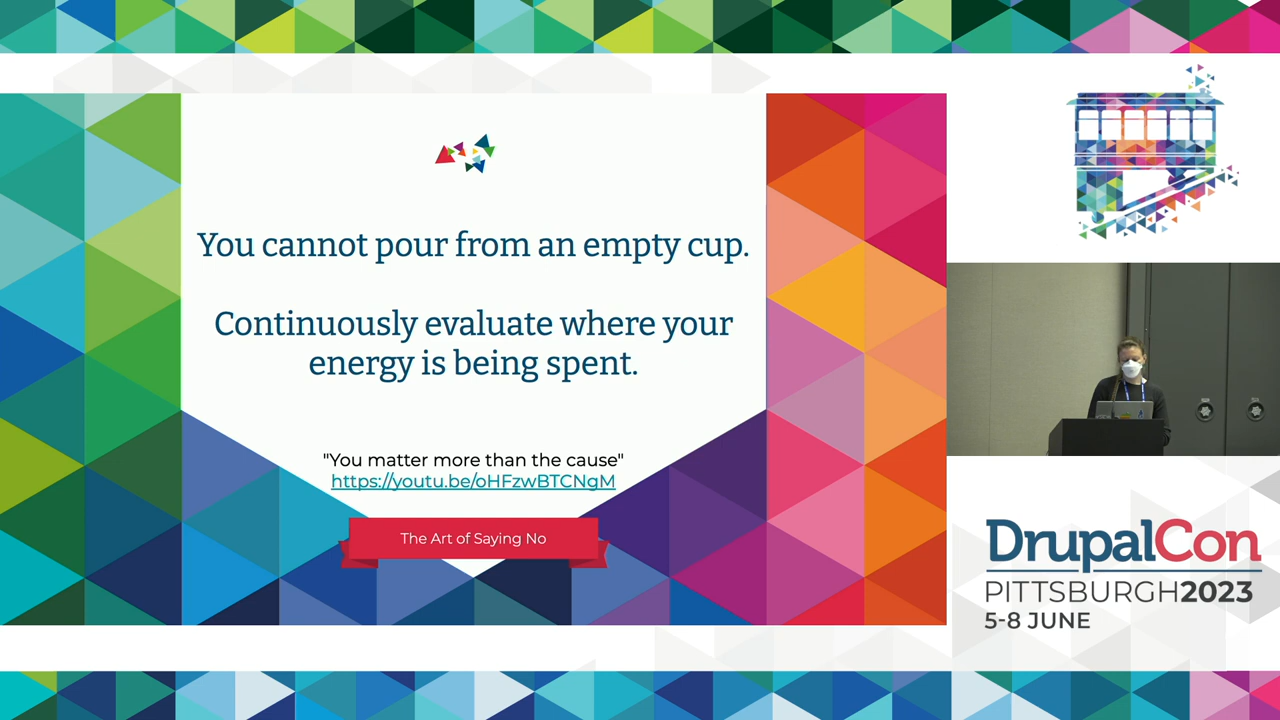 You cannot pour from an empty cup.
Continuously evaluate where your
energy is being spent.
"You matter more than the cause"
https://youtu.be/oHFzwBTCNgM
The Art of Saying No
DrupalCon
PITTSBURGH2023
5-8 JUNE